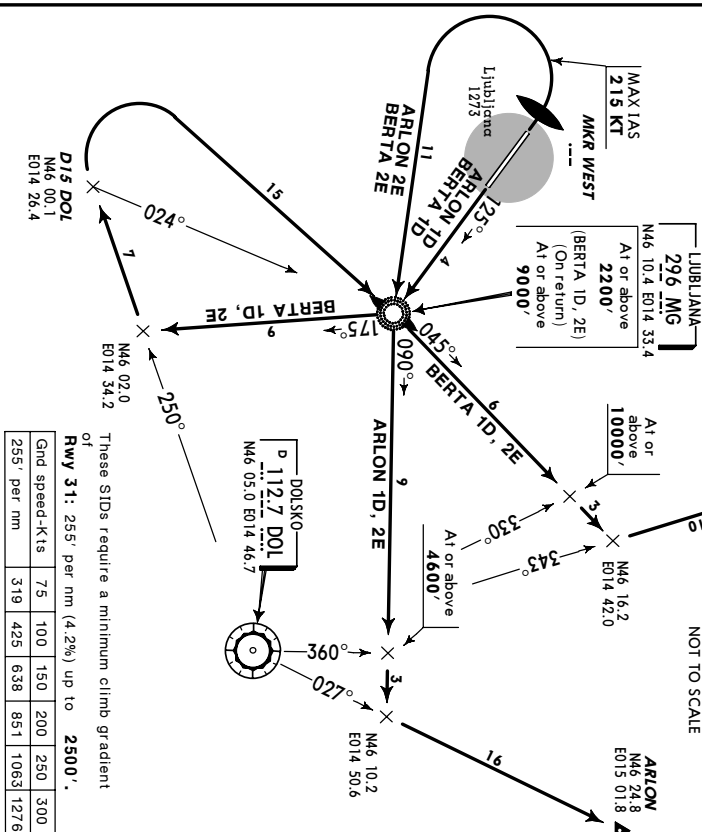 MAX IAS
215 KT
MKR WEST
Ljubljana
1273
ARLON 2E
BERTA 2E
11
ARLON 1D
BERTA 1D
125°
4
LJUBLJANA
296 MG
N46 10.4 E014 33.4
At or above
2200'
(BERTA 1D, 2E)
(On return)
At or above
9000'
D15 DOL
N46 00.1
E014 26.4
024°
15
7
BERTA 1D, 2E
9
175°
N46 02.0
E014 34.2
250°
045°
BERTA 1D, 2E
6
090°
ARLON 1D, 2E
9
At or
above
10000'
3
330°
343°
N46 16.2
E014 42.0
At or above
4600'
DOLSKO
D 112.7 DOL
N46 05.0 E014 46.7
360°
027°
3
N46 10.2
E014 50.6
16
NOT TO SCALE
ARLON
N46 24.8
E015 01.8
These SIDs require a minimum climb gradient
of
Rwy 31: 255' per nm (4.2%) up to 2500'.
Gnd speed-Kts 75 100 150 200 250 300
255' per nm 319 425 638 851 1063 1276